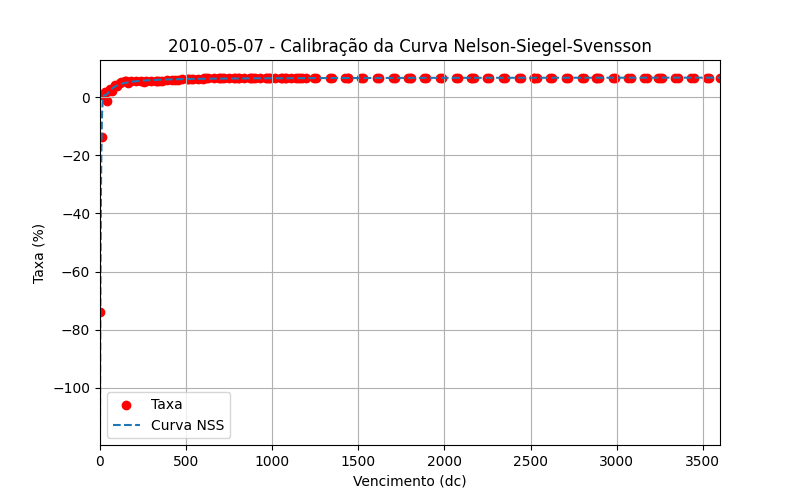 2010-05-07 - Calibração da Curva Nelson-Siegel-Svensson
Taxa (%)
0
−20
−40
−60
−80
−100
Taxa
Curva NSS
0 500 1000 1500 2000 2500 3000 3500
Vencimento (dc)